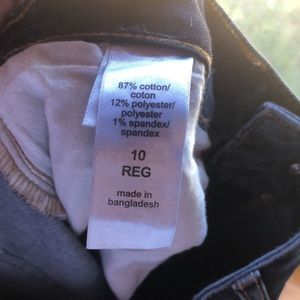 87% cotton/
coton
12% polyester/
polyester
1% spandex/
spandex
10
REG
made in
bangladesh